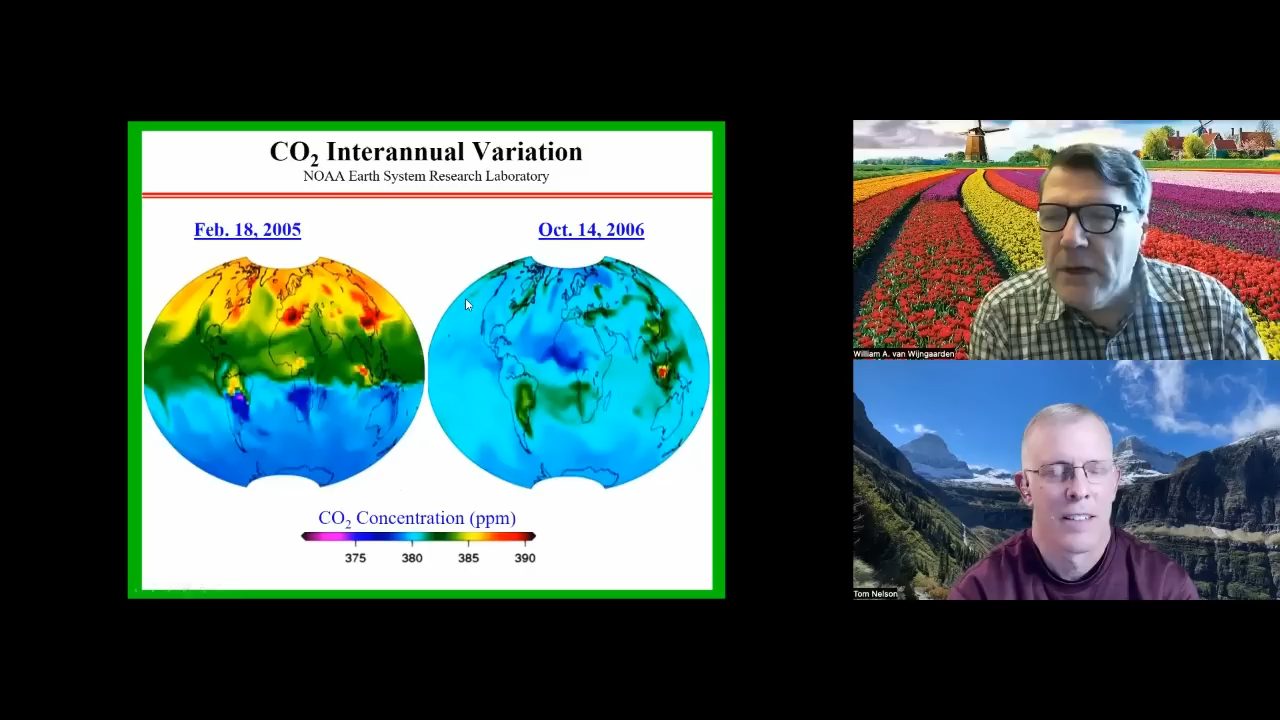 CO2 Interannual Variation
NOAA Earth System Research Laboratory
Feb. 18, 2005
Oct. 14, 2006
CO2 Concentration (ppm)
375 380 385 390
William A. van Wijngaarden
Tom Nelson